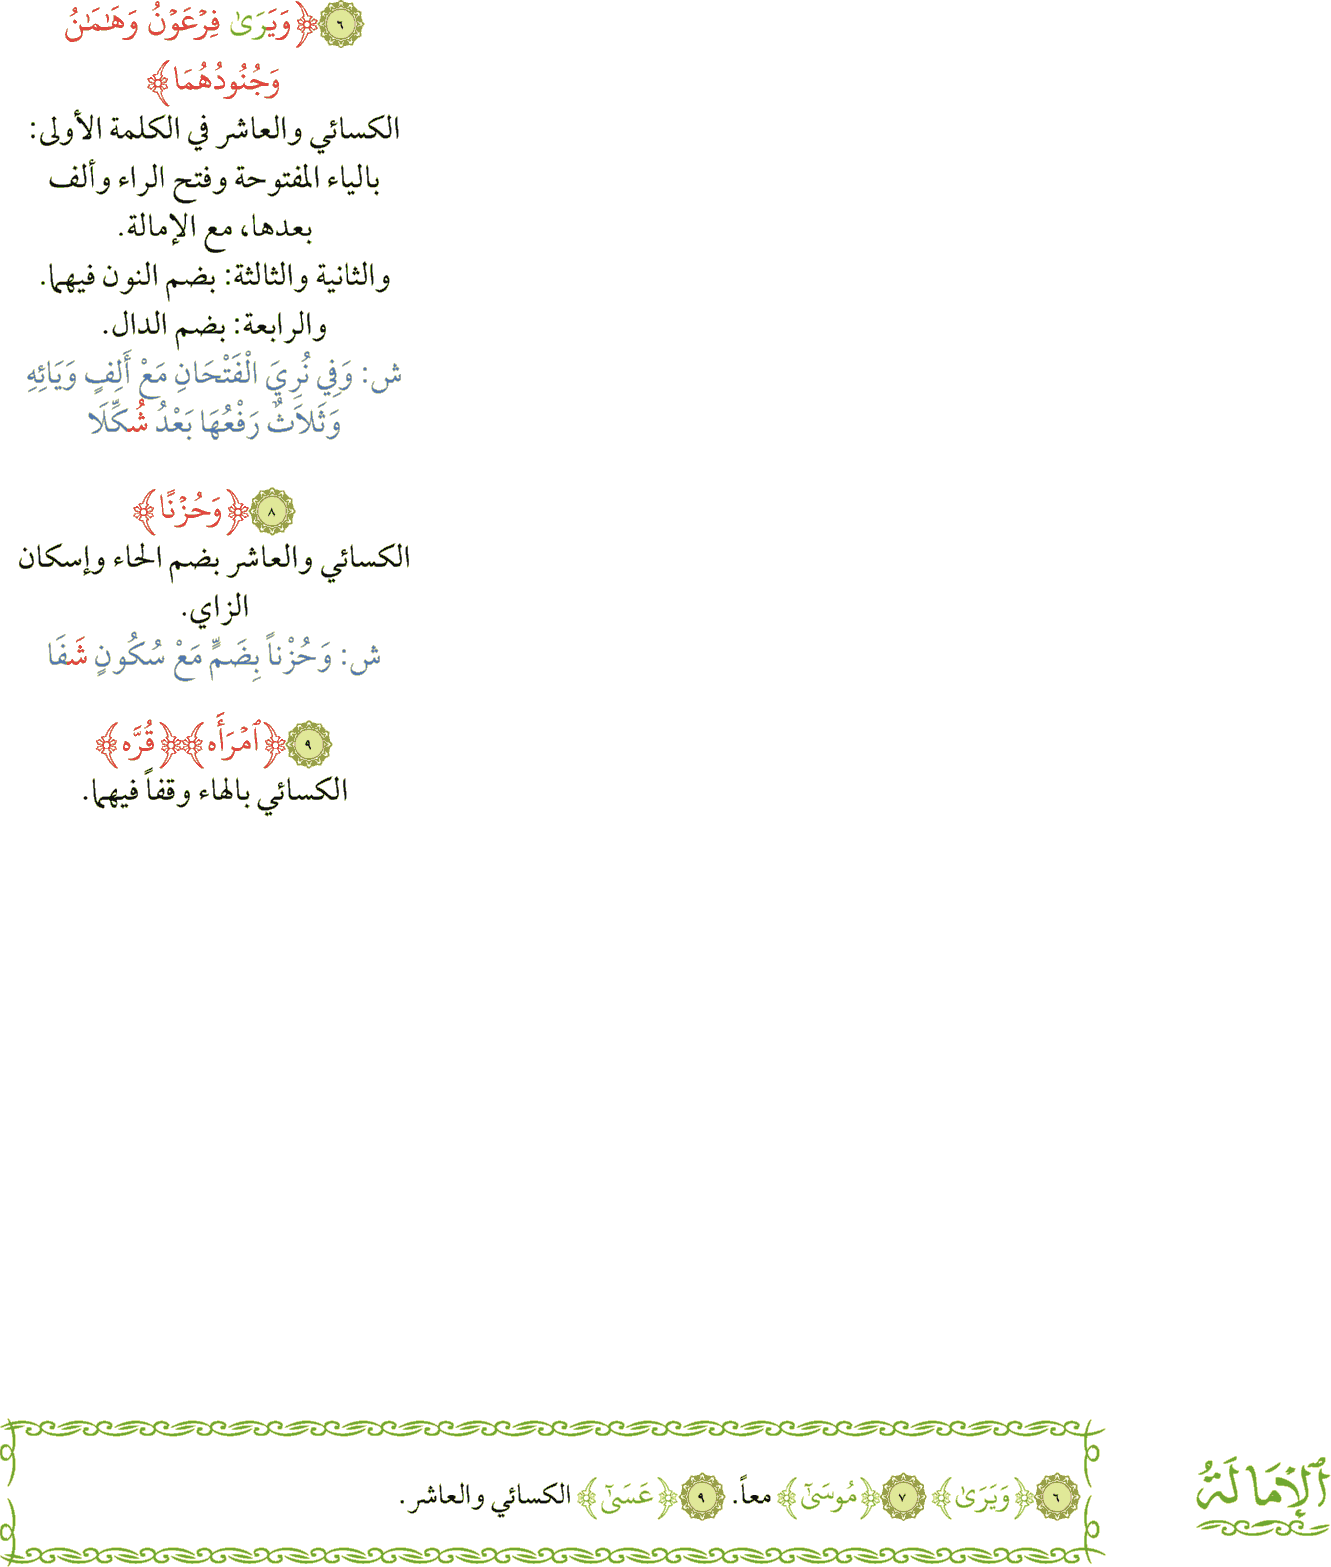 ٦ ﴿وَيَرَىٰ فِرْعَوْنُ وَهَـٰمَـٰنُ
وَجُنُودُهُمَا﴾
الكسائي والعاشر في الكلمة الأولى:
بالياء المفتوحة وفتح الراء وألف
بعدها، مع الإمالة.
والثانية والثالثة: بضم النون فيهما.
والرابعة: بضم الدال.
ش: وَفِي نُرِيَ الْفَتْحَانِ مَعْ أَلِفٍ وَيَائِهِ
وَثَلاَثٌ رَفْعُهَا بَعْدُ شُكِّلَا
٨ ﴿وَحُزْنًا﴾
الكسائي والعاشر بضم الحاء وإسكان
الزاي.
ش: وَحُزْناً بِضَمٍّ مَعْ سُكُونٍ شَفَا
٩ ﴿ٱمْرَأَه﴾﴿قُرَّه﴾
الكسائي بالهاء وقفاً فيهما.
ٱلْإِمَالَةُ
٦ ﴿وَيَرَىٰ﴾ ٧ ﴿مُوسَىٰٓ﴾ معاً. ٩ ﴿عَسَىٰٓ﴾ الكسائي والعاشر.